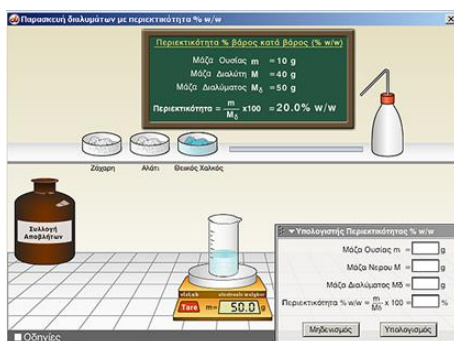 Παρασκευή διαλυμάτων με περιεκτικότητα % w/w
Περιεκτικότητα % βάρος κατά βάρος (% w/w)
Μάζα Ουσίας m = 10 g
Μάζα Διαλύτη M = 40 g
Μάζα Διαλύματος Mδ = 50 g
Περιεκτικότητα = m/Mδ x100 = 20.0% w/w
Ζάχαρη Αλάτι Θειικός Χαλκός
Συλλογή
Αποβλήτων
Υπολογιστής Περιεκτικότητας % w/w
Μάζα Ουσίας m = g
Μάζα Νερου M = g
Μάζα Διαλύματος Mδ = g
Περιεκτικότητα % w/w = m/Mδ x 100 = %
Μηδενισμός Υπολογισμός
Tare m= 50.0 g
Οδηγίες